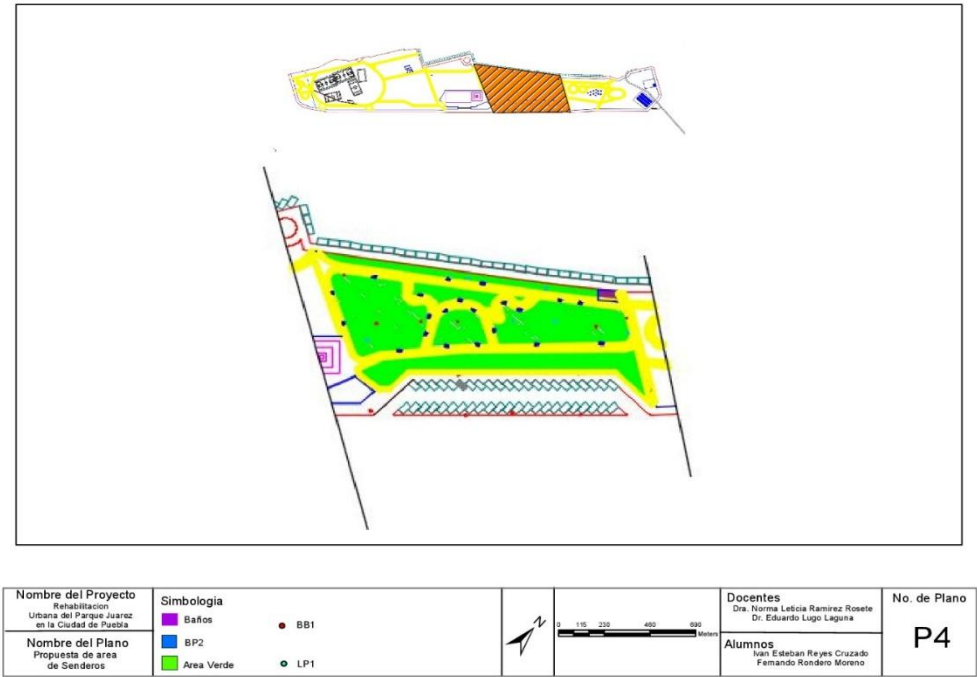 Nombre del Proyecto
Rehabilitacion
Urbana del Parque Juarez
en la Ciudad de Puebla
Nombre del Plano
Propuesta de area
de Senderos
Simbologia
Baños
BP2
Area Verde
BB1
LP1
0 115 230 460 690
Meters
Docentes
Dra. Norma Leticia Ramirez Rosete
Dr. Eduardo Lugo Laguna
Alumnos
Ivan Esteban Reyes Cruzado
Fernando Rondero Moreno
No. de Plano
P4
N